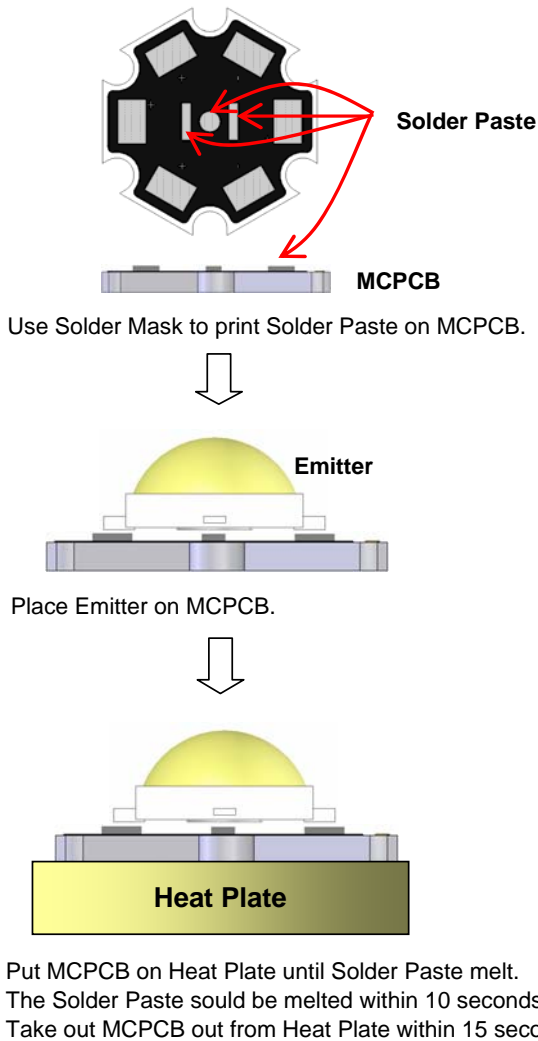 Solder Paste
MCPCB
Use Solder Mask to print Solder Paste on MCPCB.
Emitter
Place Emitter on MCPCB.
Heat Plate
Put MCPCB on Heat Plate until Solder Paste melt.
The Solder Paste sould be melted within 10 seconds
Take out MCPCB out from Heat Plate within 15